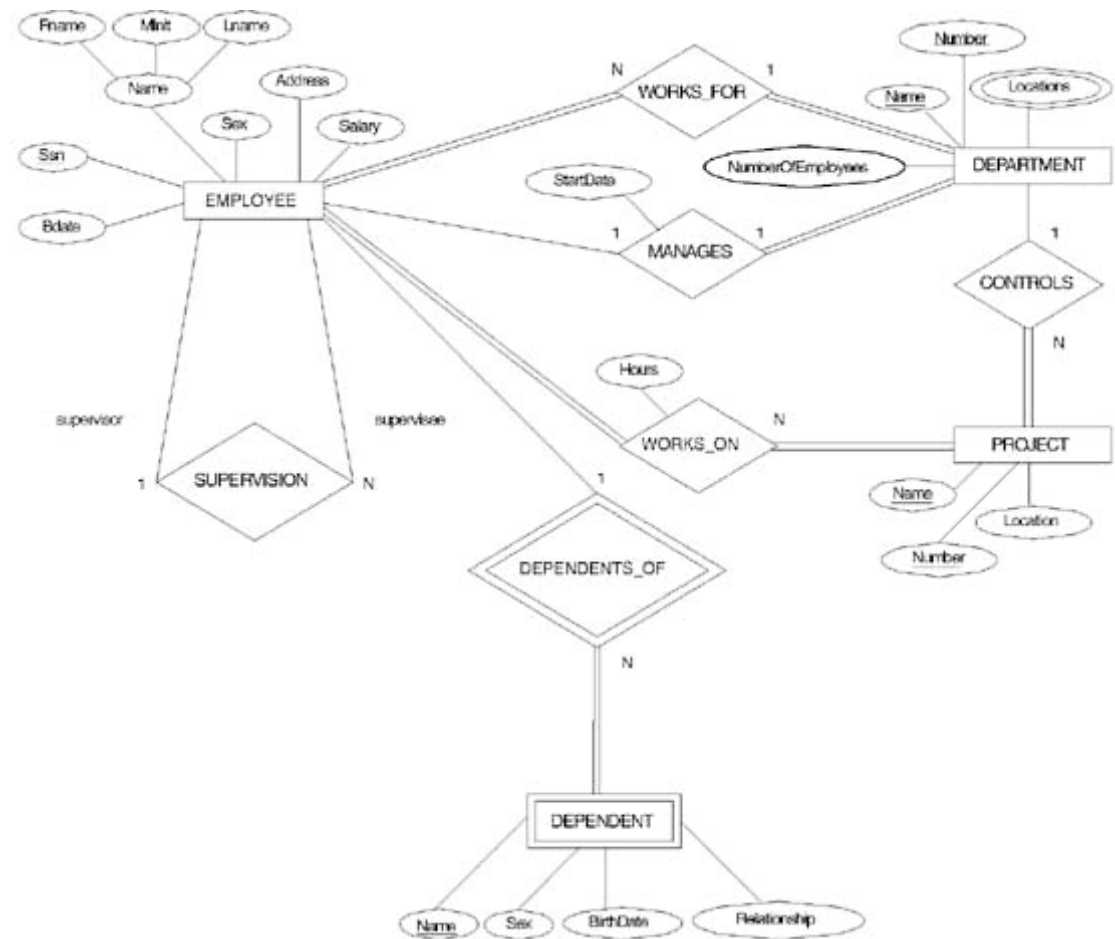 Fname
Minit
Lname
Number
N
1
Name
Address
WORKS_FOR
Locations
Name
Sex
Salary
Ssn
NumberOfEmployees
DEPARTMENT
StartDate
EMPLOYEE
Bdate
1
MANAGES
1
1
CONTROLS
N
Hours
supervisor
supervisee
N
WORKS_ON
PROJECT
SUPERVISION
1
N
1
Name
Location
Number
DEPENDENTS_OF
N
DEPENDENT
Name
Sex
BirthDate
Relationship